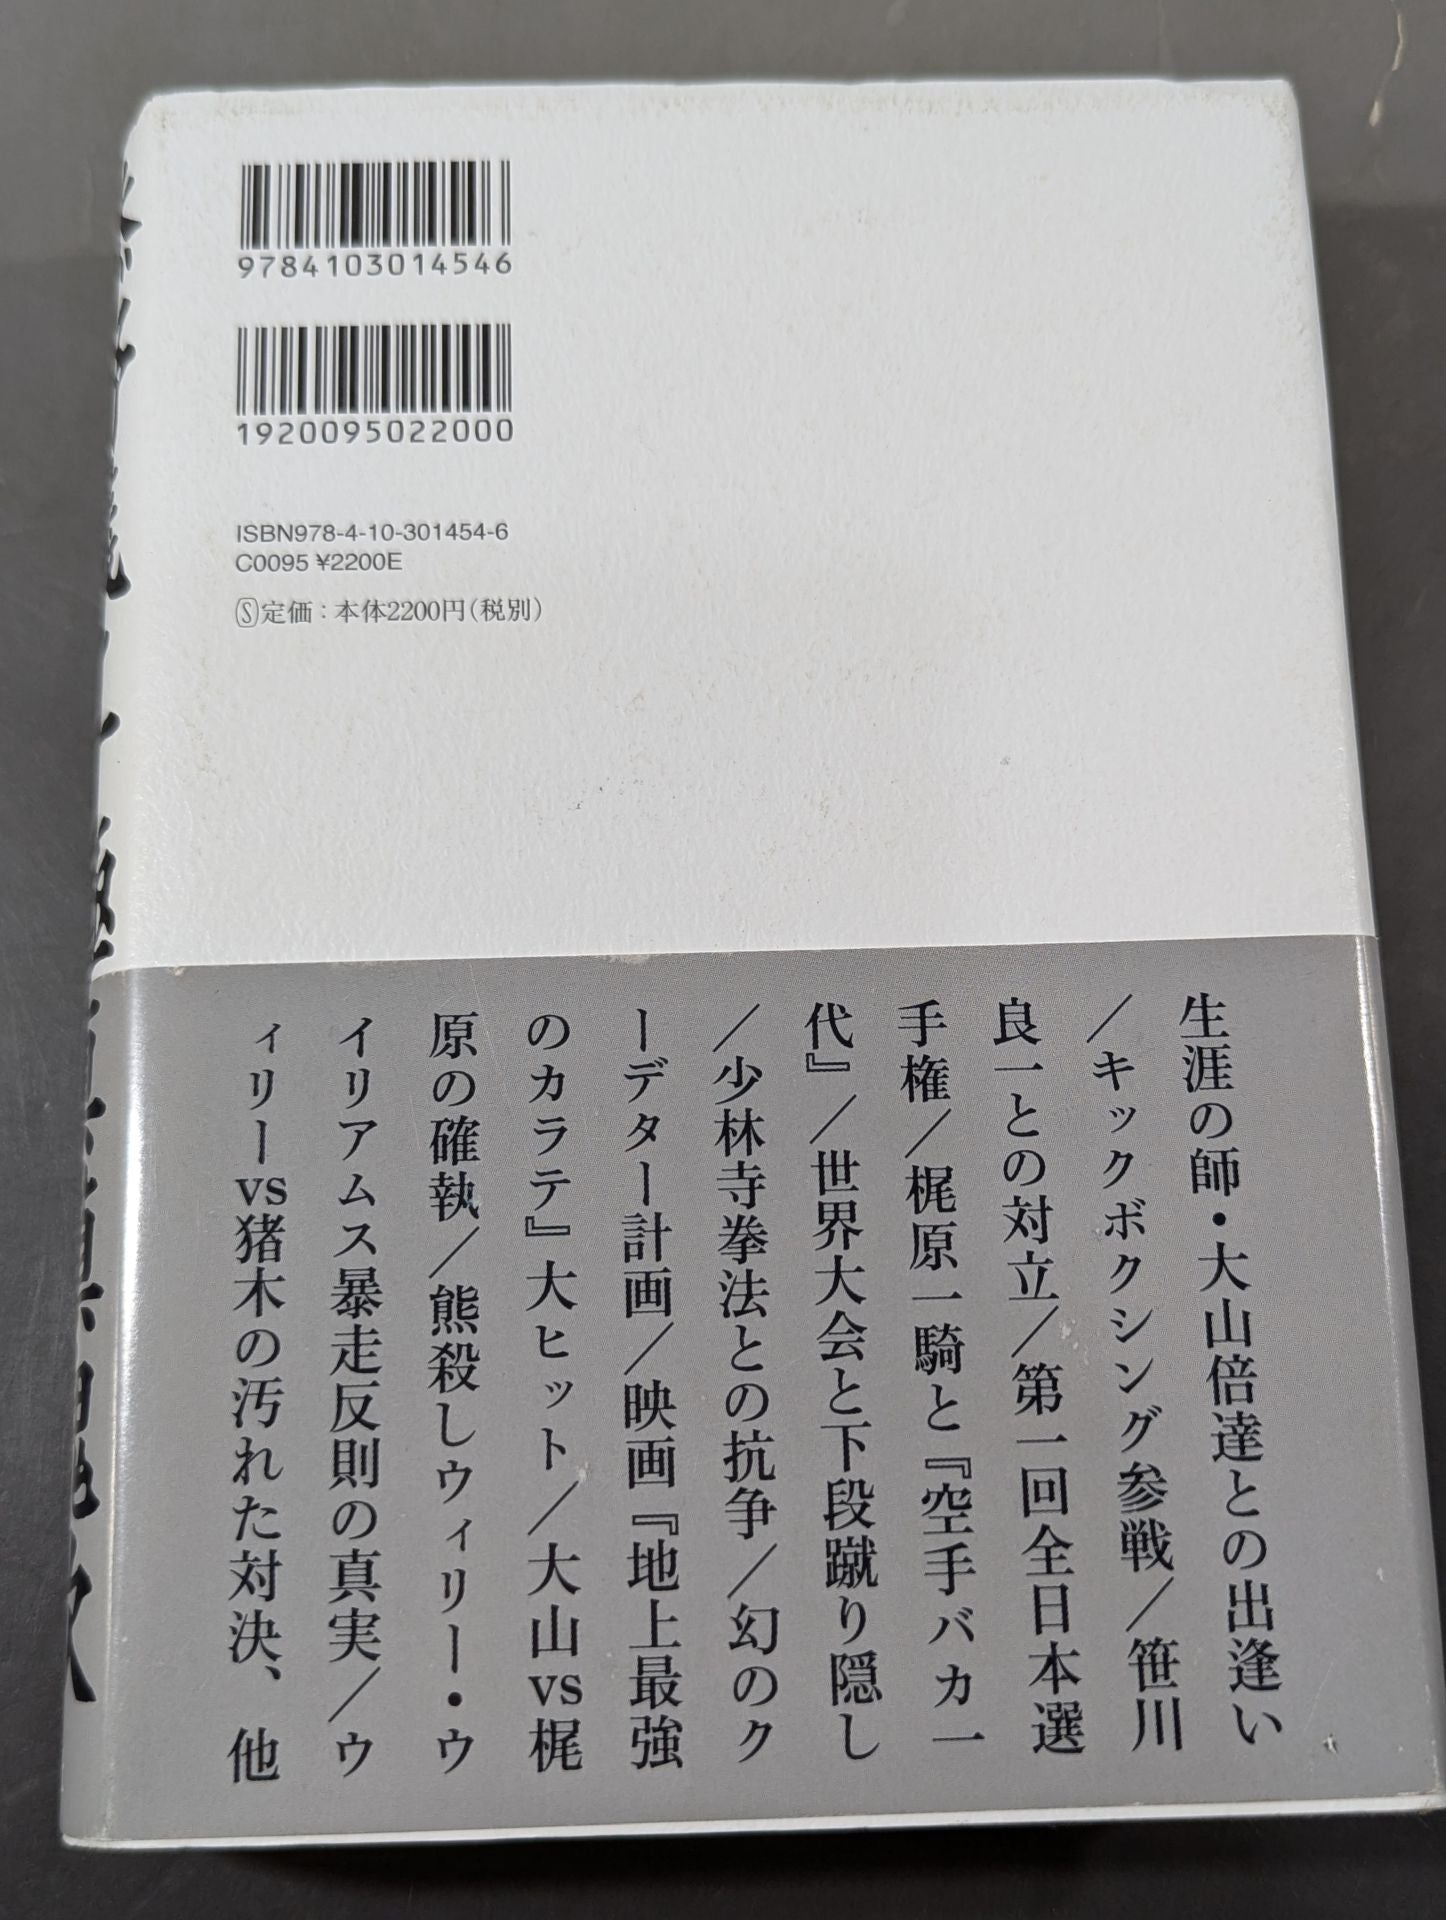 9784103014546
1920095022000
ISBN978-4-10-301454-6
C0095 ¥2200E
Ⓢ定価：本体2200円（税別）
生涯の師・大山倍達との出逢い
／キックボクシング参戦／笹川
良一との対立／第一回全日本選
手権／梶原一騎と『空手バカ一
代』／世界大会と下段蹴り隠し
／少林寺拳法との抗争／幻のク
ーデター計画／映画『地上最強
のカラテ』大ヒット／大山vs梶
原の確執／熊殺しウィリー・ウ
イリアムス暴走反則の真実／ウ
ィリーvs猪木の汚れた対決、他